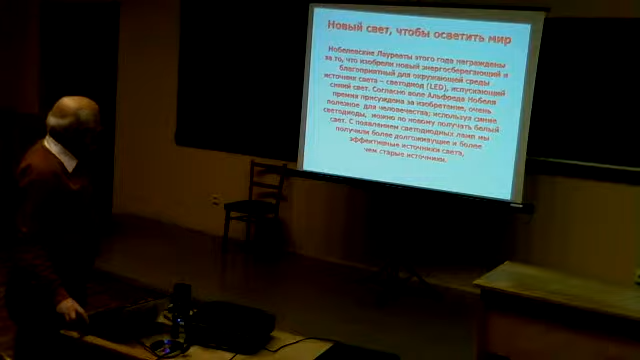 Новый свет, чтобы осветить мир
Нобелевские Лауреаты этого года награждены
за то, что изобрели новый энергосберегающий и
благоприятный для окружающей среды
источник света – светодиод (LED), испускающий
синий свет. Согласно воле Альфреда Нобеля
премия присуждена за изобретение, очень
полезное для человечества; используя синие
светодиоды, можно по новому получать белый
свет. С появлением светодиодных ламп мы
получили более долгоживущие и более
эффективные источники света,
чем старые источники.